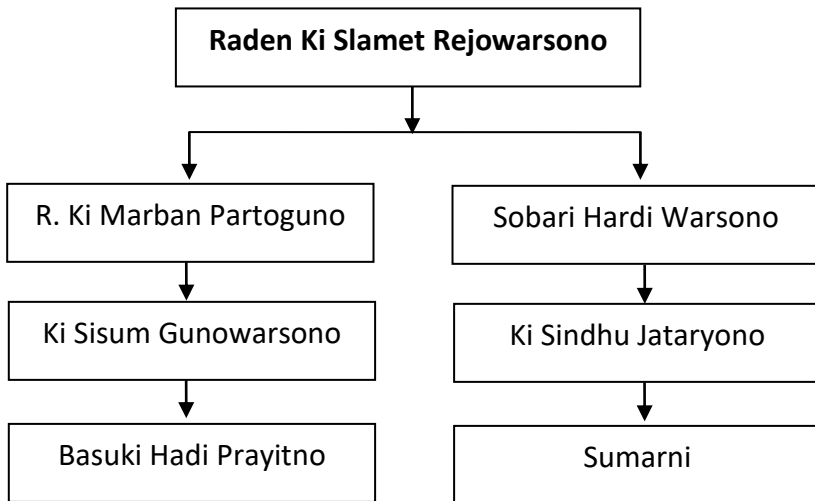 Raden Ki Slamet Rejowarsono
R. Ki Marban Partoguno
Sobari Hardi Warsono
Ki Sisum Gunowarsono
Ki Sindhu Jataryono
Basuki Hadi Prayitno
Sumarni